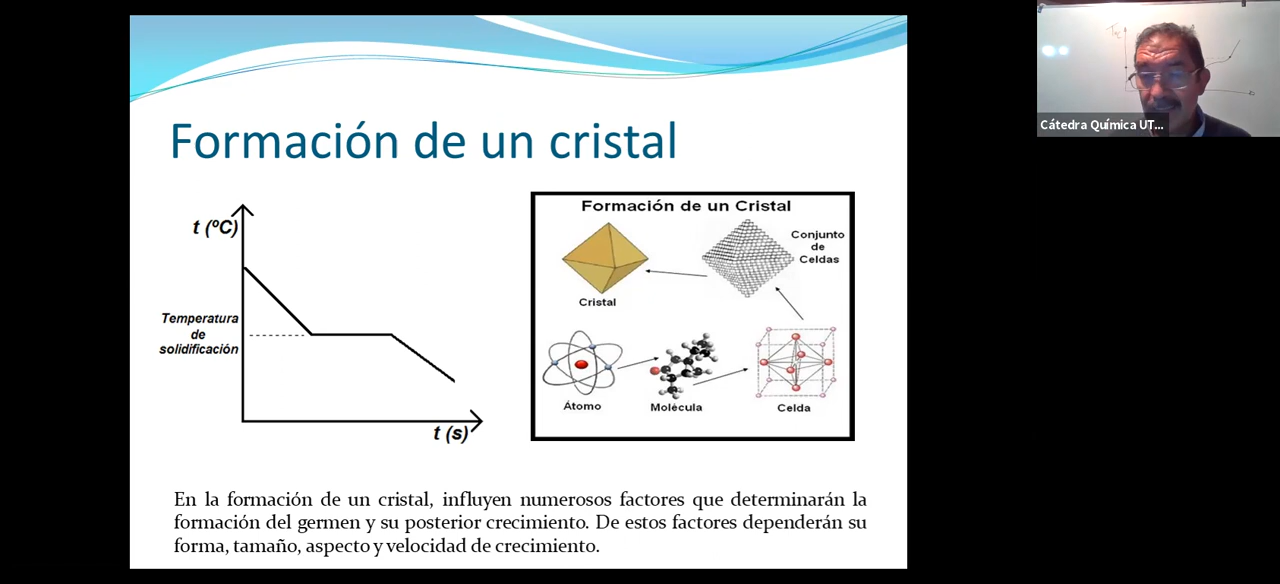 Formación de un cristal
t (ºC)
Temperatura
de
solidificación
t (s)
Formación de un Cristal
Conjunto
de
Celdas
Cristal
Átomo
Molécula
Celda
En la formación de un cristal, influyen numerosos factores que determinarán la
formación del germen y su posterior crecimiento. De estos factores dependerán su
forma, tamaño, aspecto y velocidad de crecimiento.
Cátedra Química UT...